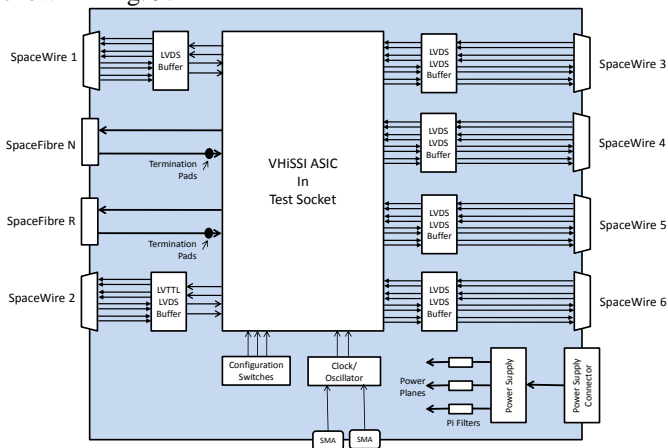 SpaceWire 1
LVDS
Buffer
SpaceFibre N
Termination
Pads
SpaceFibre R
Termination
Pads
SpaceWire 2
LVTTL
LVDS
Buffer
VHiSSI ASIC
In
Test Socket
LVDS
LVDS
Buffer
SpaceWire 3
LVDS
LVDS
Buffer
SpaceWire 4
LVDS
LVDS
Buffer
SpaceWire 5
LVDS
LVDS
Buffer
SpaceWire 6
Configuration
Switches
Clock/
Oscillator
SMA
SMA
Power
Planes
Pi Filters
Power Supply
Power Supply
Connector